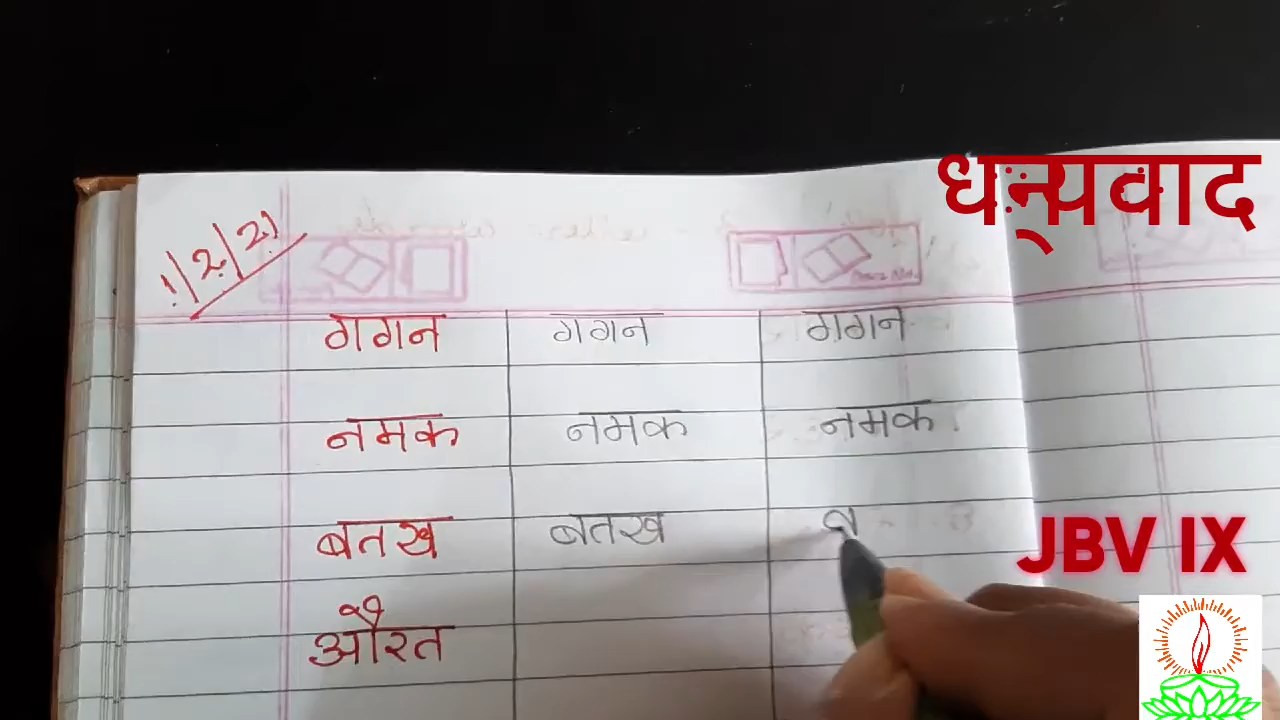 धन्यवाद
1/2/21
गगन गगन गगन
नमक नमक नमक
बतख बतख
JBV IX
औरत